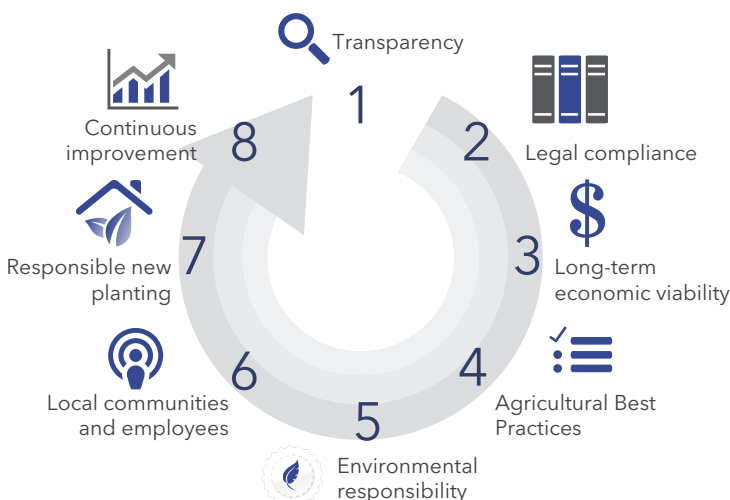 Transparency
1
2
Legal compliance
3
Long-term
economic viability
4
Agricultural Best
Practices
5
Environmental
responsibility
6
Local communities
and employees
7
Responsible new
planting
8
Continuous
improvement
$